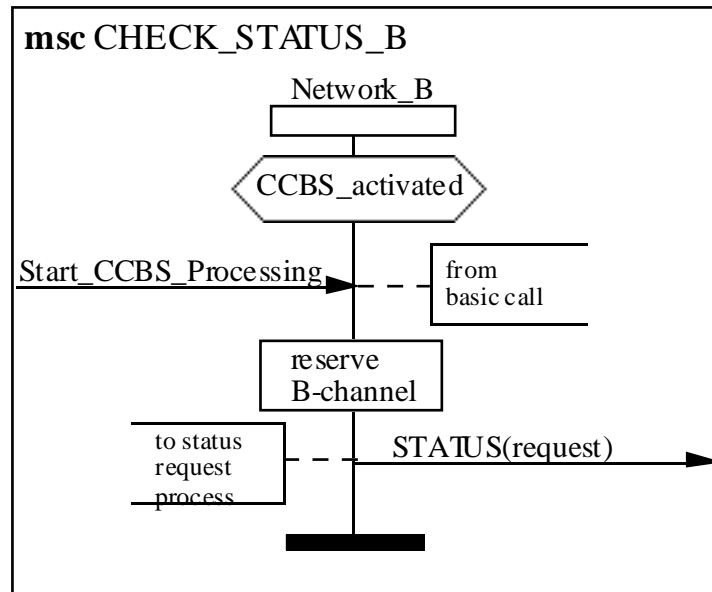 msc CHECK_STATUS_B
Network_B
CCBS_activated
Start_CCBS_Processing
from
basic call
reserve
B-channel
to status
request
process
STATUS(request)